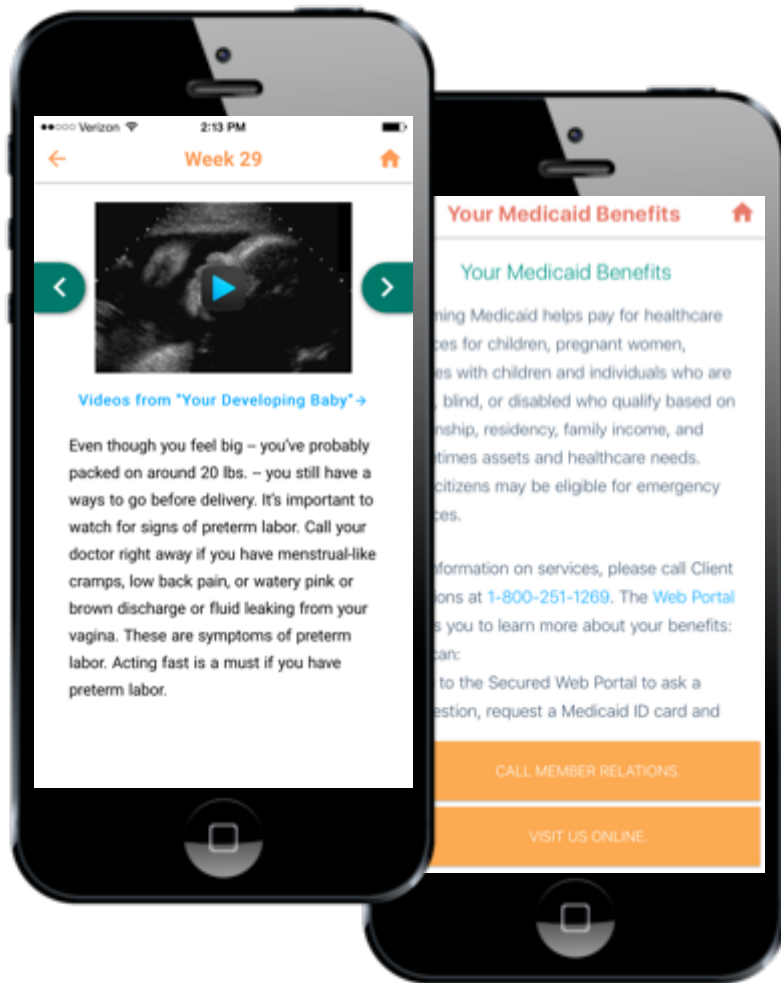 Verizon 2:13 PM
Week 29
Videos from "Your Developing Baby"→
Even though you feel big – you've probably
packed on around 20 lbs. – you still have a
ways to go before delivery. It's important to
watch for signs of preterm labor. Call your
doctor right away if you have menstrual-like
cramps, low back pain, or watery pink or
brown discharge or fluid leaking from your
vagina. These are symptoms of preterm
labor. Acting fast is a must if you have
preterm labor.
Your Medicaid Benefits
Your Medicaid Benefits
Medicaid helps pay for healthcare
for children, pregnant women,
with children and individuals who are
blind, or disabled who qualify based on
residency, family income, and
assets and healthcare needs.
citizens may be eligible for emergency
on services, please call Client
at 1-800-251-1269. The Web Portal
you to learn more about your benefits:
to the Secured Web Portal to ask a
request a Medicaid ID card and
CALL MEMBER RELATIONS.
VISIT US ONLINE.